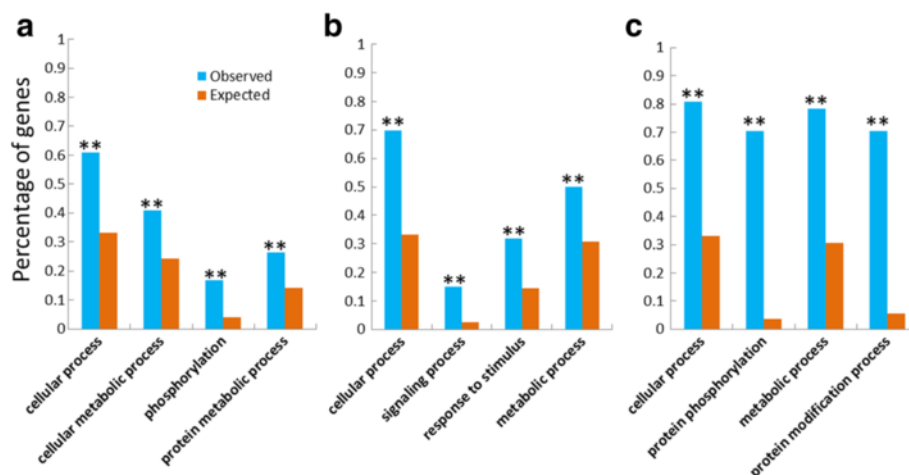 a
Percentage of genes
1
0.9
0.8
0.7
0.6
0.5
0.4
0.3
0.2
0.1
0
Observed
Expected
**
**
**
**
cellular process
cellular metabolic process
phosphorylation
protein metabolic process
b
1
0.9
0.8
0.7
0.6
0.5
0.4
0.3
0.2
0.1
0
**
**
**
**
cellular process
signaling process
response to stimulus
metabolic process
c
1
0.9
0.8
0.7
0.6
0.5
0.4
0.3
0.2
0.1
0
**
**
**
**
cellular process
protein phosphorylation
metabolic process
protein modification process